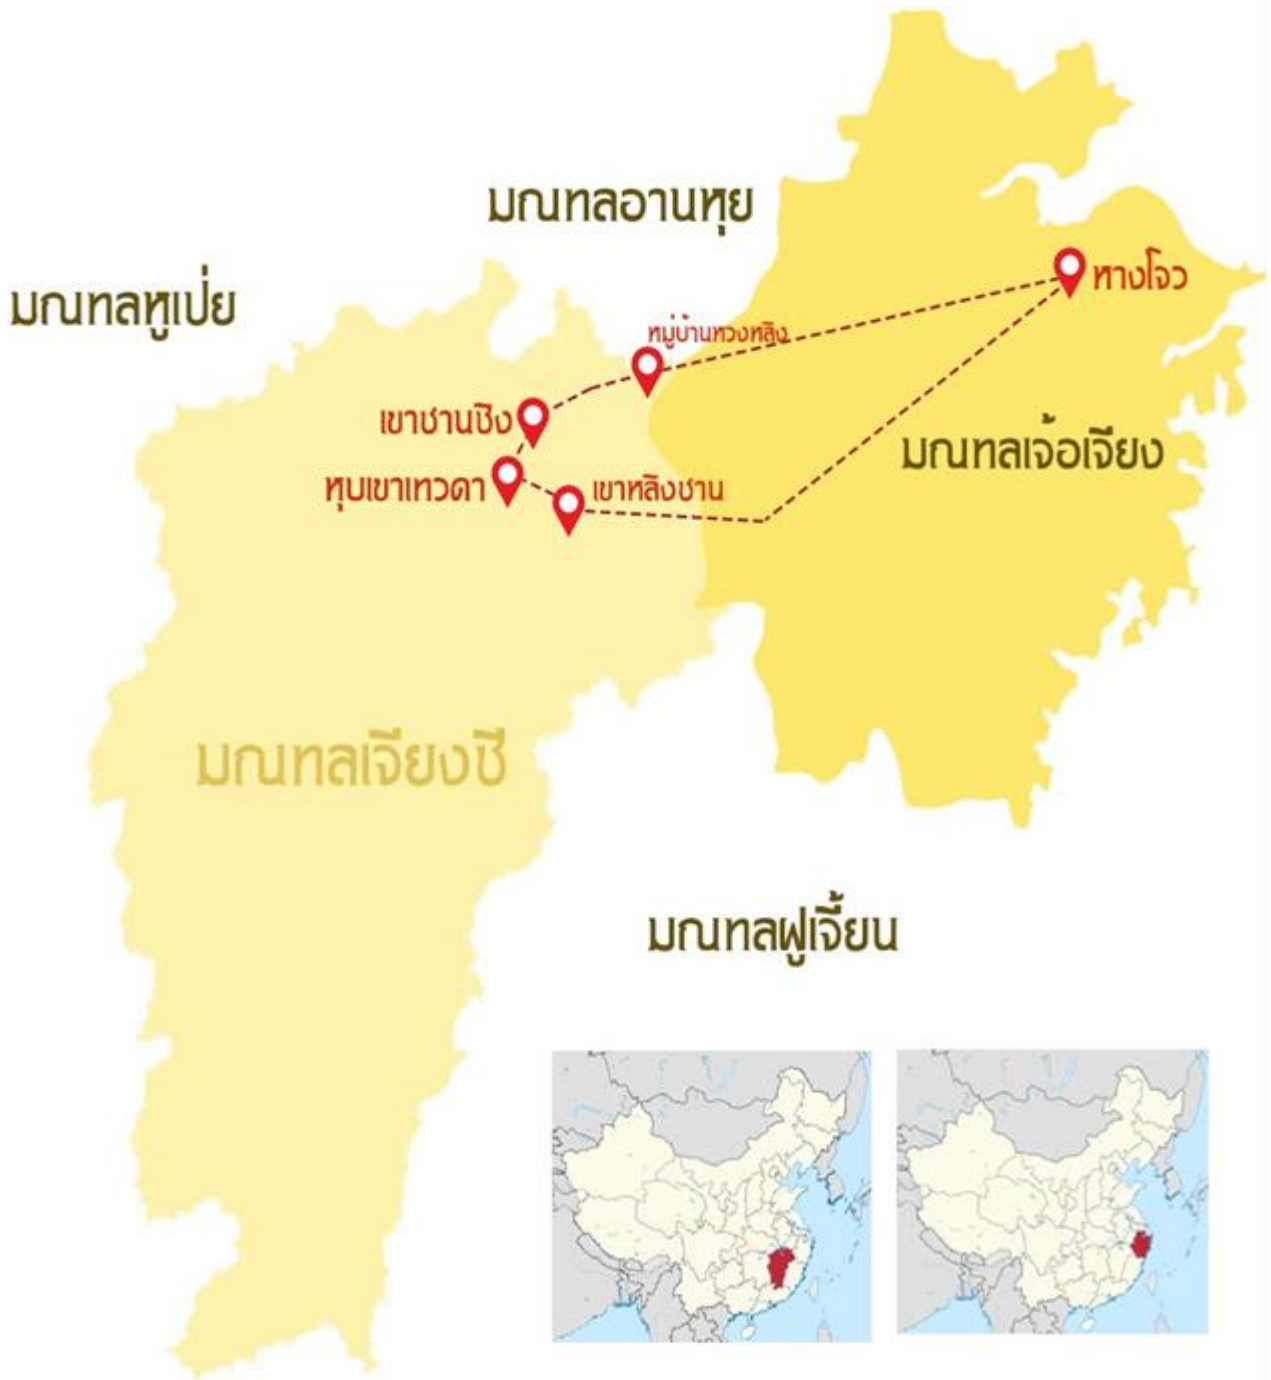 มณฑลอานหุย
มณฑลหูเป่ย
หางโจว
หมู่บ้านหวงหลิง
เขาซานชิง
มณฑลเจ้อเจียง
หุบเขาเทวดา
เขาหลิงซาน
มณฑลเจียงซี
มณฑลฝูเจี้ยน